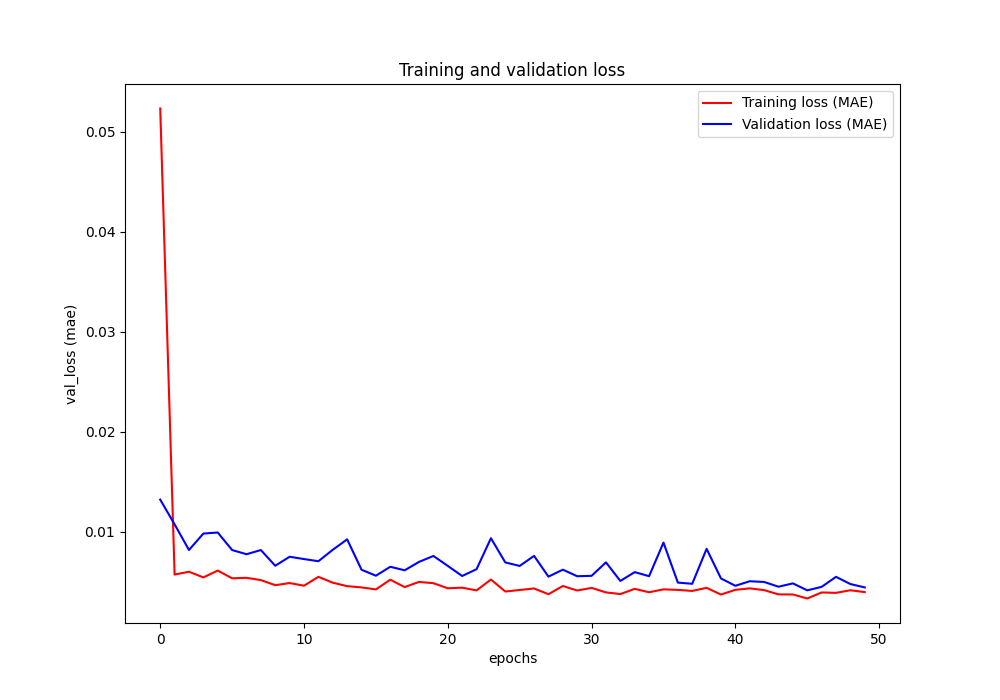 Training and validation loss
Training loss (MAE)
Validation loss (MAE)
0.05
0.04
0.03
0.02
0.01
val_loss (mae)
0 10 20 30 40 50
epochs